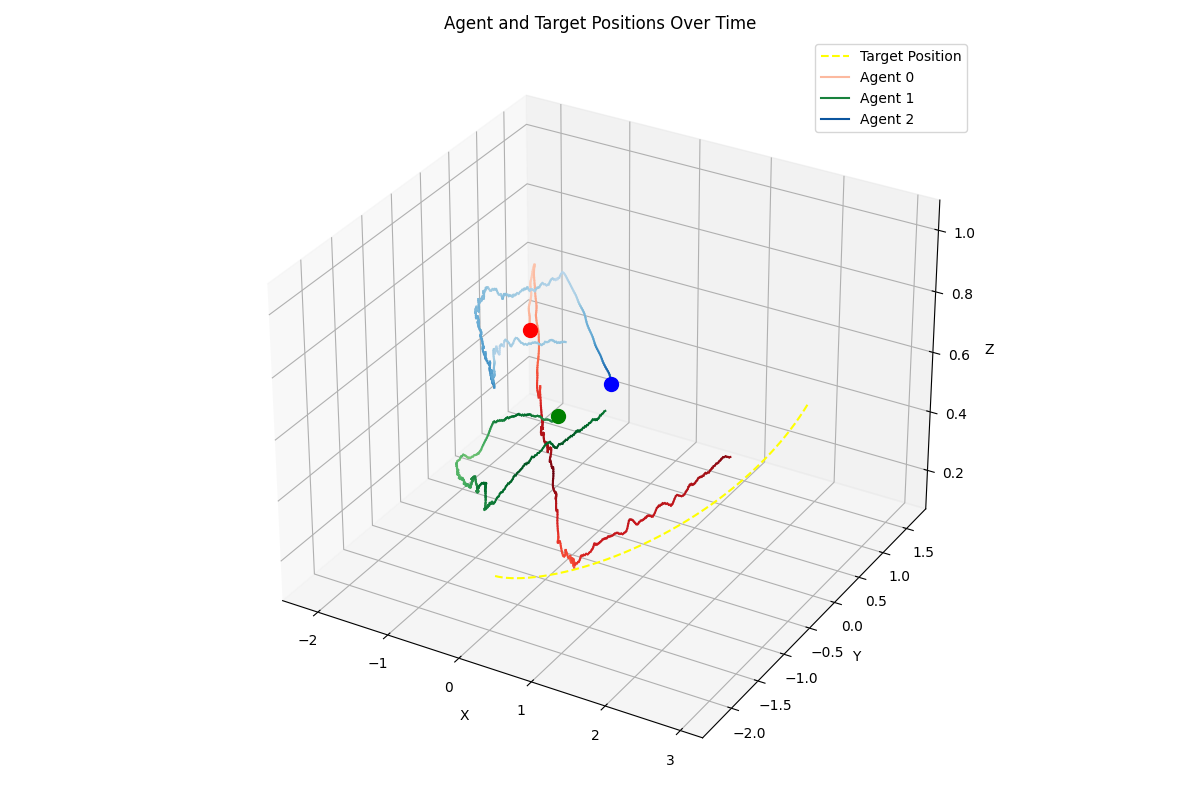 Agent and Target Positions Over Time
Target Position
Agent 0
Agent 1
Agent 2
1.0
0.8
Z
0.6
0.4
0.2
1.5
1.0
0.5
0.0
−0.5
Y
−1.0
−1.5
−2.0
−2
−1
0
X
1
2
3